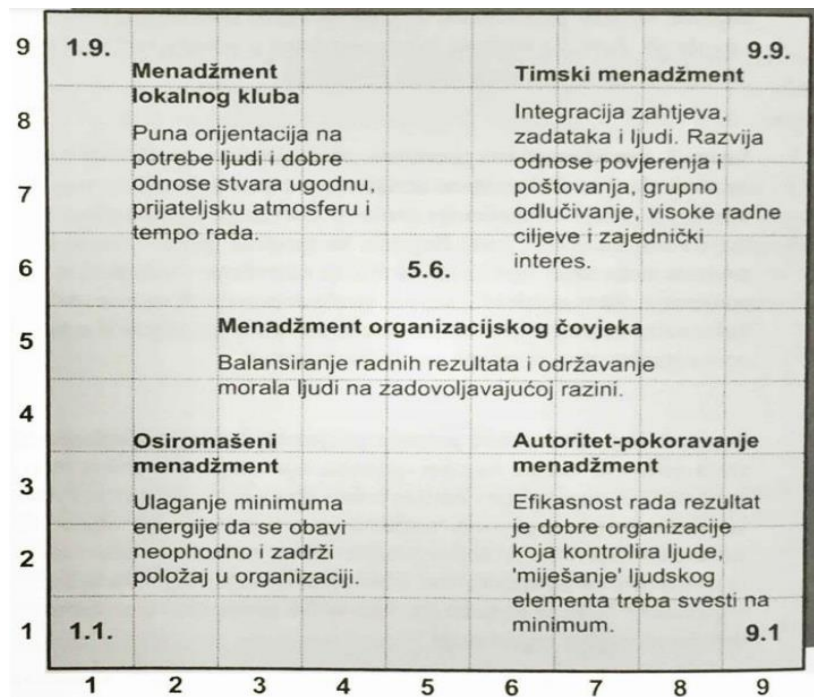 9
8
7
6
5
4
3
2
1
1.9.
Menadžment
lokalnog kluba
Puna orijentacija na
potrebe ljudi i dobre
odnose stvara ugodnu,
prijateljsku atmosferu i
tempo rada.
9.9.
Timski menadžment
Integracija zahtjeva,
zadataka i ljudi. Razvija
odnose povjerenja i
poštovanja, grupno
odlučivanje, visoke radne
ciljeve i zajednički
interes.
5.6.
Menadžment organizacijskog čovjeka
Balansiranje radnih rezultata i održavanje
morala ljudi na zadovoljavajućoj razini.
Osiromašeni
menadžment
Ulaganje minimuma
energije da se obavi
neophodno i zadrži
položaj u organizaciji.
1.1.
Autoritet-pokoravanje
menadžment
Efikasnost rada rezultat
je dobre organizacije
koja kontrolira ljude,
'miješanje' ljudskog
elementa treba svesti na
minimum.
9.1
1 2 3 4 5 6 7 8 9